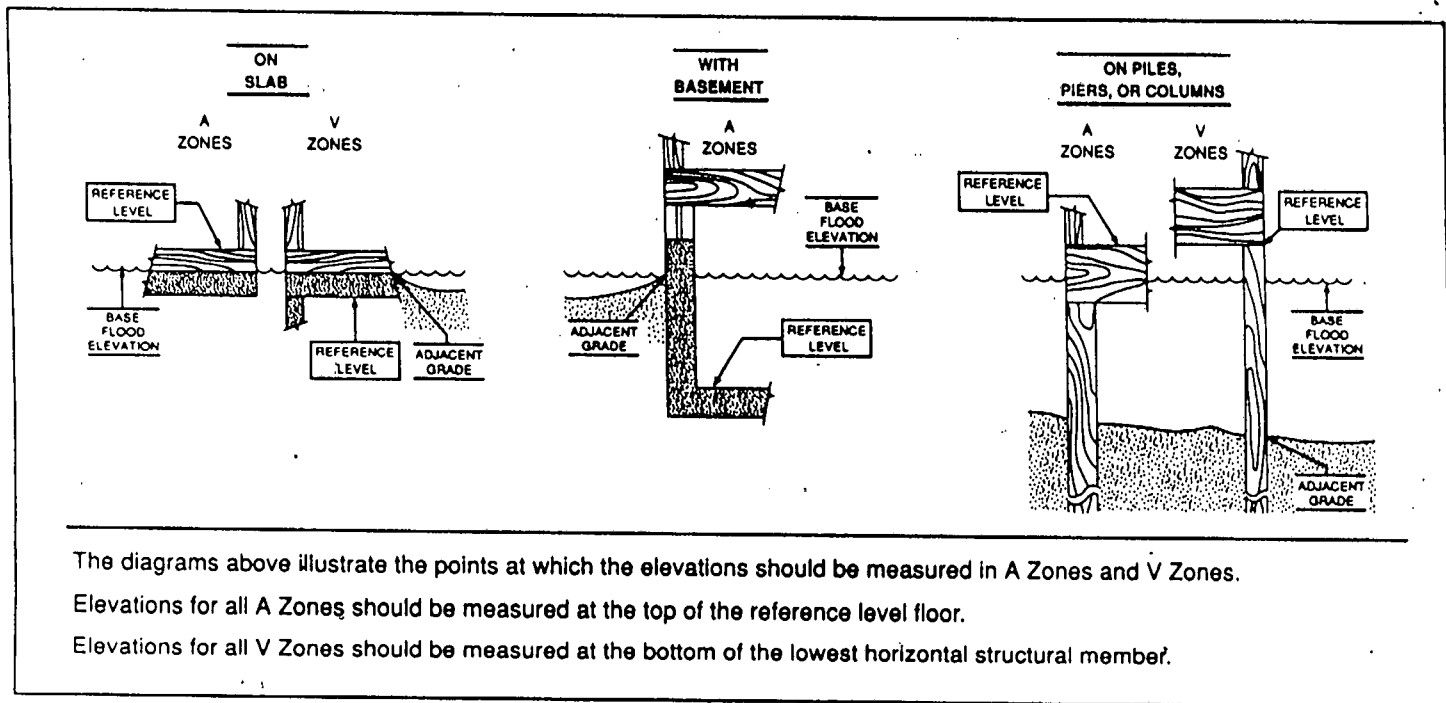 ON
SLAB
A
ZONES
V
ZONES
REFERENCE
LEVEL
BASE
FLOOD
ELEVATION
REFERENCE
LEVEL
ADJACENT
GRADE
WITH
BASEMENT
A
ZONES
BASE
FLOOD
ELEVATION
ADJACENT
GRADE
REFERENCE
LEVEL
ON PILES,
PIERS, OR COLUMNS
A
ZONES
V
ZONES
REFERENCE
LEVEL
REFERENCE
LEVEL
BASE
FLOOD
ELEVATION
ADJACENT
GRADE
The diagrams above illustrate the points at which the elevations should be measured in A Zones and V Zones.
Elevations for all A Zones should be measured at the top of the reference level floor.
Elevations for all V Zones should be measured at the bottom of the lowest horizontal structural member.